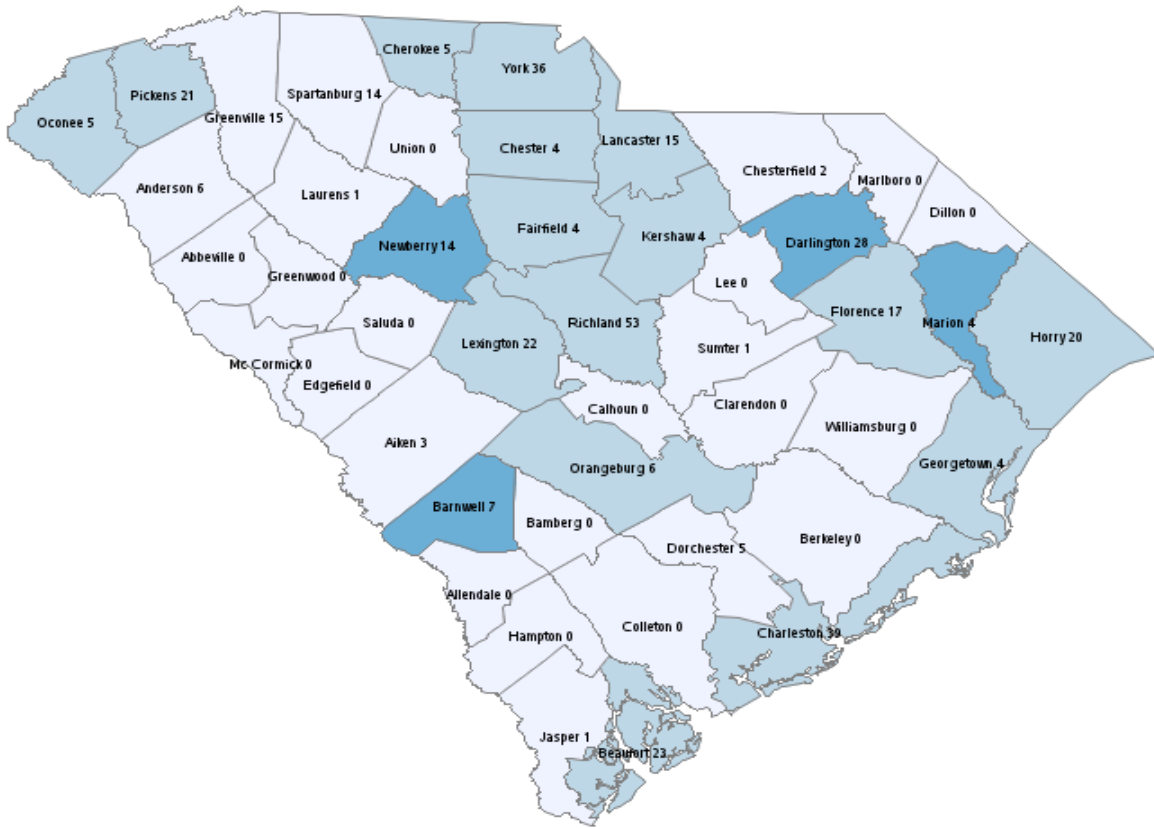 Cherokee 5
York 36
Pickens 21
Spartanburg 14
Greenville 15
Oconee 5
Lancaster 15
Union 0
Chester 4
Chesterfield 2
Marlboro 0
Anderson 6
Laurens 1
Dillon 0
Fairfield 4
Kershaw 4
Newberry 14
Darlington 28
Abbeville 0
Greenwood 0
Lee 0
Florence 17
Saluda 0
Richland 53
Marion 4
Lexington 22
Sumter 1
Horry 20
Mc Cormick 0
Edgefield 0
Clarendon 0
Calhoun 0
Williamsburg 0
Aiken 3
Orangeburg 6
Georgetown 4
Barnwell 7
Bamberg 0
Berkeley 0
Dorchester 5
Allendale 0
Colleton 0
Charleston 39
Hampton 0
Jasper 1
Beaufort 23